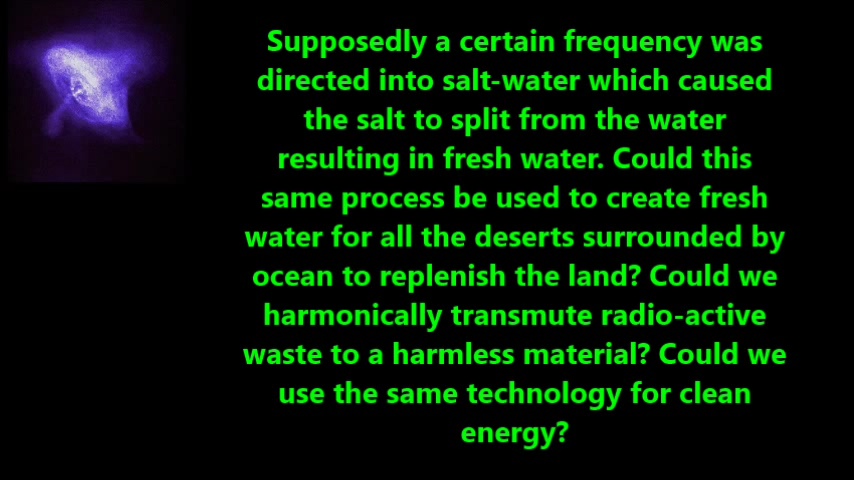 Supposedly a certain frequency was
directed into salt-water which caused
the salt to split from the water
resulting in fresh water. Could this
same process be used to create fresh
water for all the deserts surrounded by
ocean to replenish the land? Could we
harmonically transmute radio-active
waste to a harmless material? Could we
use the same technology for clean
energy?